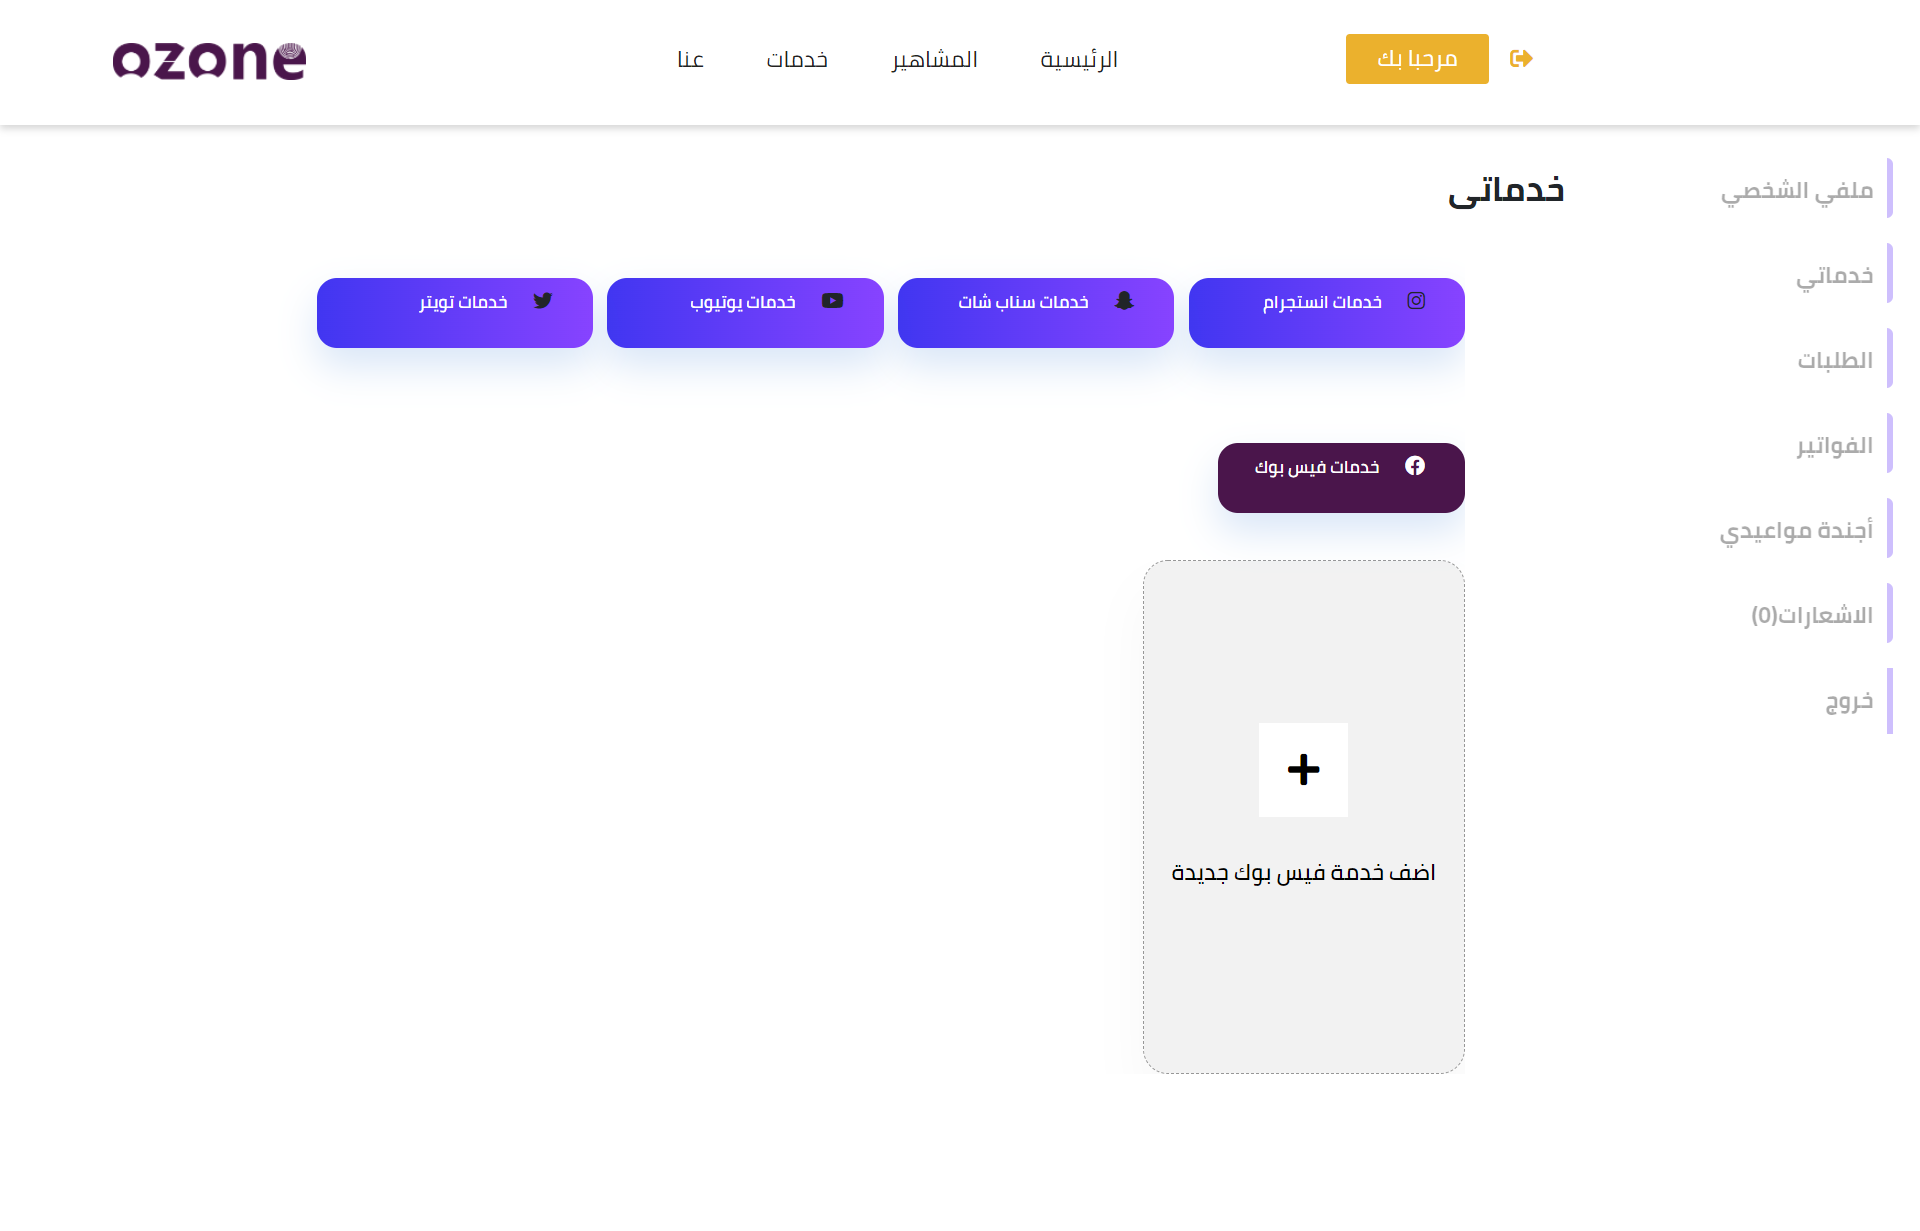 مرحبا بك
الرئيسية
المشاهير
خدمات
عنا
ozone
ملفي الشخصي
خدماتي
الطلبات
الفواتير
أجندة مواعيدي
الاشعارات(0)
خروج
خدماتى
خدمات انستجرام
خدمات سناب شات
خدمات يوتيوب
خدمات تويتر
خدمات فيس بوك
اضف خدمة فيس بوك جديدة